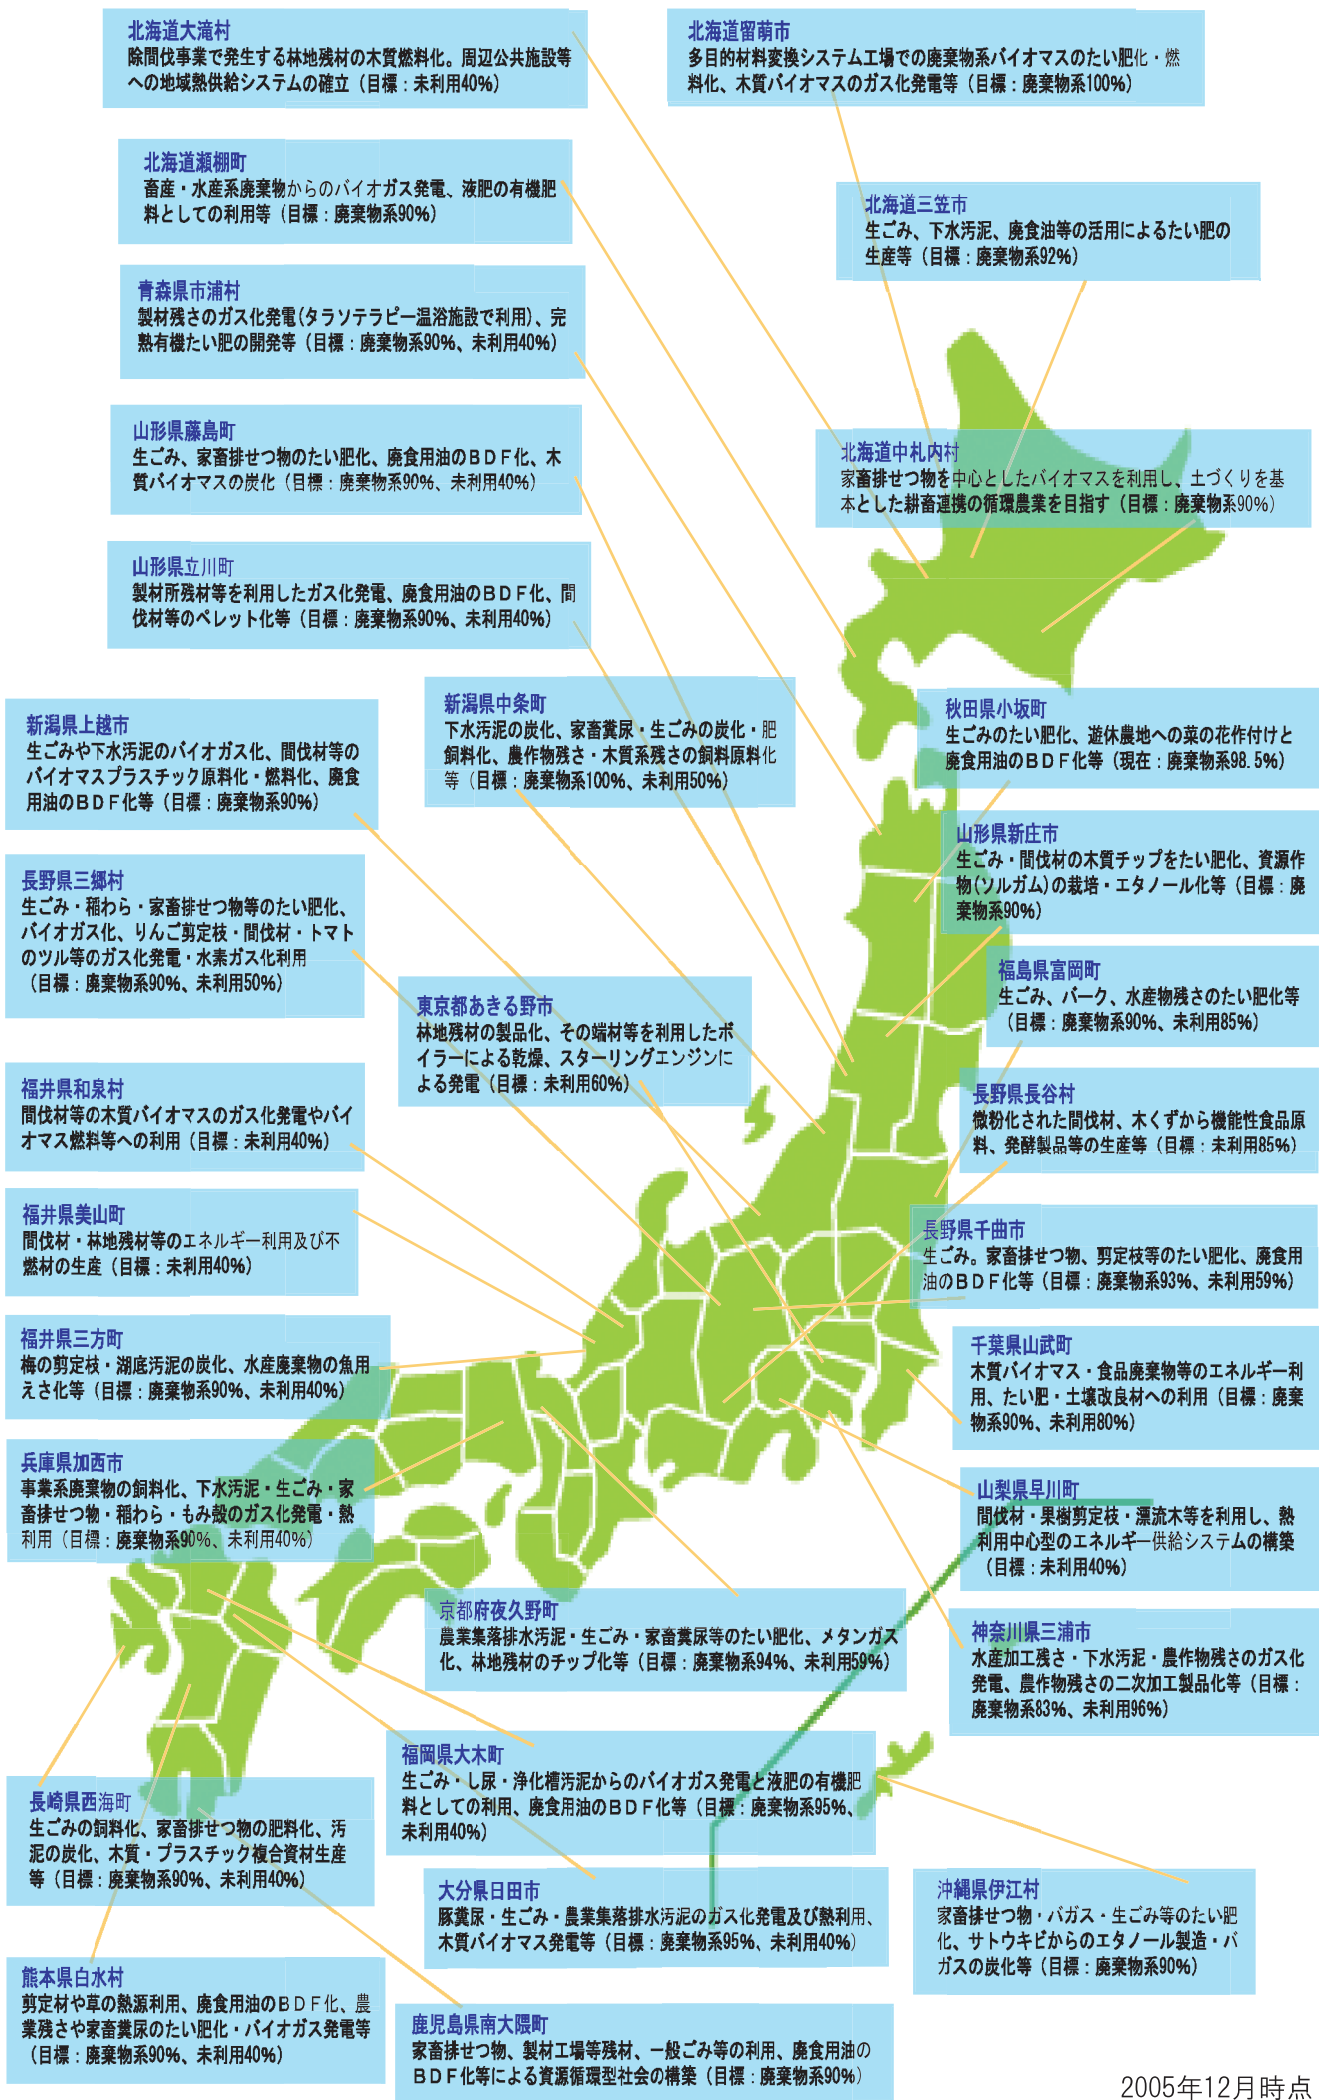 北海道大滝村
除間伐事業で発生する林地残材の木質燃料化。周辺公共施設等
への地域熱供給システムの確立（目標：未利用40%）
北海道留萌市
多目的材料変換システム工場での廃棄物系バイオマスのたい肥化・燃
料化、木質バイオマスのガス化発電等（目標：廃棄物系100%）
北海道瀬棚町
畜産・水産系廃棄物からのバイオガス発電、液肥の有機肥
料としての利用等（目標：廃棄物系90%）
北海道三笠市
生ごみ、下水汚泥、廃食油等の活用によるたい肥の
生産等（目標：廃棄物系92%）
青森県市浦村
製材残さのガス化発電(タラソテラピー温浴施設で利用)、完
熟有機たい肥の開発等（目標：廃棄物系90%、未利用40%）
山形県藤島町
生ごみ、家畜排せつ物のたい肥化、廃食用油のＢＤＦ化、木
質バイオマスの炭化（目標：廃棄物系90%、未利用40%）
北海道中札内村
家畜排せつ物を中心としたバイオマスを利用し、土づくりを基
本とした耕畜連携の循環農業を目指す（目標：廃棄物系90%）
山形県立川町
製材所残材等を利用したガス化発電、廃食用油のＢＤＦ化、間
伐材等のペレット化等（目標：廃棄物系90%、未利用40%）
新潟県上越市
生ごみや下水汚泥のバイオガス化、間伐材等の
バイオマスプラスチック原料化・燃料化、廃食
用油のＢＤＦ化等（目標：廃棄物系90%）
新潟県中条町
下水汚泥の炭化、家畜糞尿・生ごみの炭化・肥
飼料化、農作物残さ・木質系残さの飼料原料化
等（目標：廃棄物系100%、未利用50%）
秋田県小坂町
生ごみのたい肥化、遊休農地への菜の花作付けと
廃食用油のＢＤＦ化等（現在：廃棄物系98.5%）
山形県新庄市
生ごみ・間伐材の木質チップをたい肥化、資源作
物(ソルガム)の栽培・エタノール化等（目標：廃
棄物系90%）
長野県三郷村
生ごみ・稲わら・家畜排せつ物等のたい肥化、
バイオガス化、りんご剪定枝・間伐材・トマト
のツル等のガス化発電・水素ガス化利用
（目標：廃棄物系90%、未利用50%）
福島県富岡町
生ごみ、バーク、水産物残さのたい肥化等
（目標：廃棄物系90%、未利用85%）
東京都あきる野市
林地残材の製品化、その端材等を利用したボ
イラーによる乾燥、スターリングエンジンに
よる発電（目標：未利用60%）
福井県和泉村
間伐材等の木質バイオマスのガス化発電やバイ
オマス燃料等への利用（目標：未利用40%）
長野県長谷村
微粉化された間伐材、木くずから機能性食品原
料、発酵製品等の生産等（目標：未利用85%）
福井県美山町
間伐材・林地残材等のエネルギー利用及び不
燃材の生産（目標：未利用40%）
長野県千曲市
生ごみ。家畜排せつ物、剪定枝等のたい肥化、廃食用
油のＢＤＦ化等（目標：廃棄物系93%、未利用59%）
福井県三方町
梅の剪定枝・湖底汚泥の炭化、水産廃棄物の魚用
えさ化等（目標：廃棄物系90%、未利用40%）
千葉県山武町
木質バイオマス・食品廃棄物等のエネルギー利
用、たい肥・土壌改良材への利用（目標：廃棄
物系90%、未利用80%）
兵庫県加西市
事業系廃棄物の飼料化、下水汚泥・生ごみ・家
畜排せつ物・稲わら・もみ殻のガス化発電・熱
利用（目標：廃棄物系90%、未利用40%）
山梨県早川町
間伐材・果樹剪定枝・漂流木等を利用し、熱
利用中心型のエネルギー供給システムの構築
（目標：未利用40%）
京都府夜久野町
農業集落排水汚泥・生ごみ・家畜糞尿等のたい肥化、メタンガス
化、林地残材のチップ化等（目標：廃棄物系94%、未利用59%）
神奈川県三浦市
水産加工残さ・下水汚泥・農作物残さのガス化
発電、農作物残さの二次加工製品化等（目標：
廃棄物系83%、未利用96%）
福岡県大木町
生ごみ・し尿・浄化槽汚泥からのバイオガス発電と液肥の有機肥
料としての利用、廃食用油のＢＤＦ化等（目標：廃棄物系95%、
未利用40%）
長崎県西海町
生ごみの飼料化、家畜排せつ物の肥料化、汚
泥の炭化、木質・プラスチック複合資材生産
等（目標：廃棄物系90%、未利用40%）
大分県日田市
豚糞尿・生ごみ・農業集落排水汚泥のガス化発電及び熱利用、
木質バイオマス発電等（目標：廃棄物系95%、未利用40%）
沖縄県伊江村
家畜排せつ物・バガス・生ごみ等のたい肥
化、サトウキビからのエタノール製造・バ
ガスの炭化等（目標：廃棄物系90%）
熊本県白水村
剪定材や草の熱源利用、廃食用油のＢＤＦ化、農
業残さや家畜糞尿のたい肥化・バイオガス発電等
（目標：廃棄物系90%、未利用40%）
鹿児島県南大隈町
家畜排せつ物、製材工場等残材、一般ごみ等の利用、廃食用油の
ＢＤＦ化等による資源循環型社会の構築（目標：廃棄物系90%）
2005年12月時点